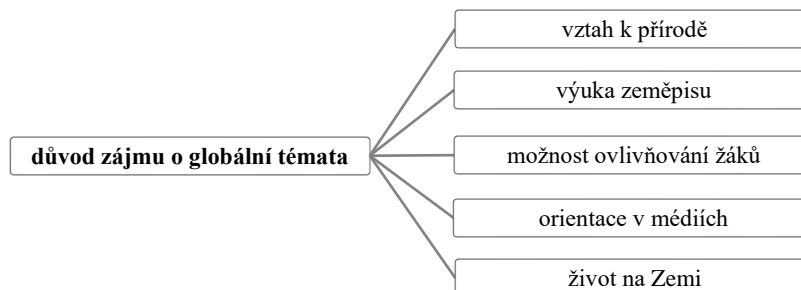 vztah k přírodě
výuka zeměpisu
důvod zájmu o globální témata
možnost ovlivňování žáků
orientace v médiích
život na Zemi